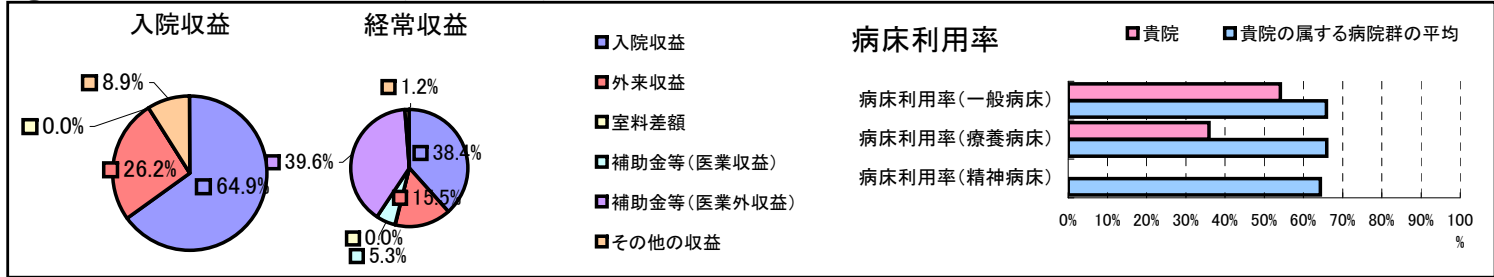 入院収益
8.9%
0.0%
26.2%
64.9%
経常収益
1.2%
39.6%
38.4%
15.5%
0.0%
5.3%
入院収益
外来収益
室料差額
補助金等(医業収益)
補助金等(医業外収益)
その他の収益
病床利用率
貴院
貴院の属する病院群の平均
病床利用率(一般病床)
病床利用率(療養病床)
病床利用率(精神病床)
0% 10% 20% 30% 40% 50% 60% 70% 80% 90% 100
%